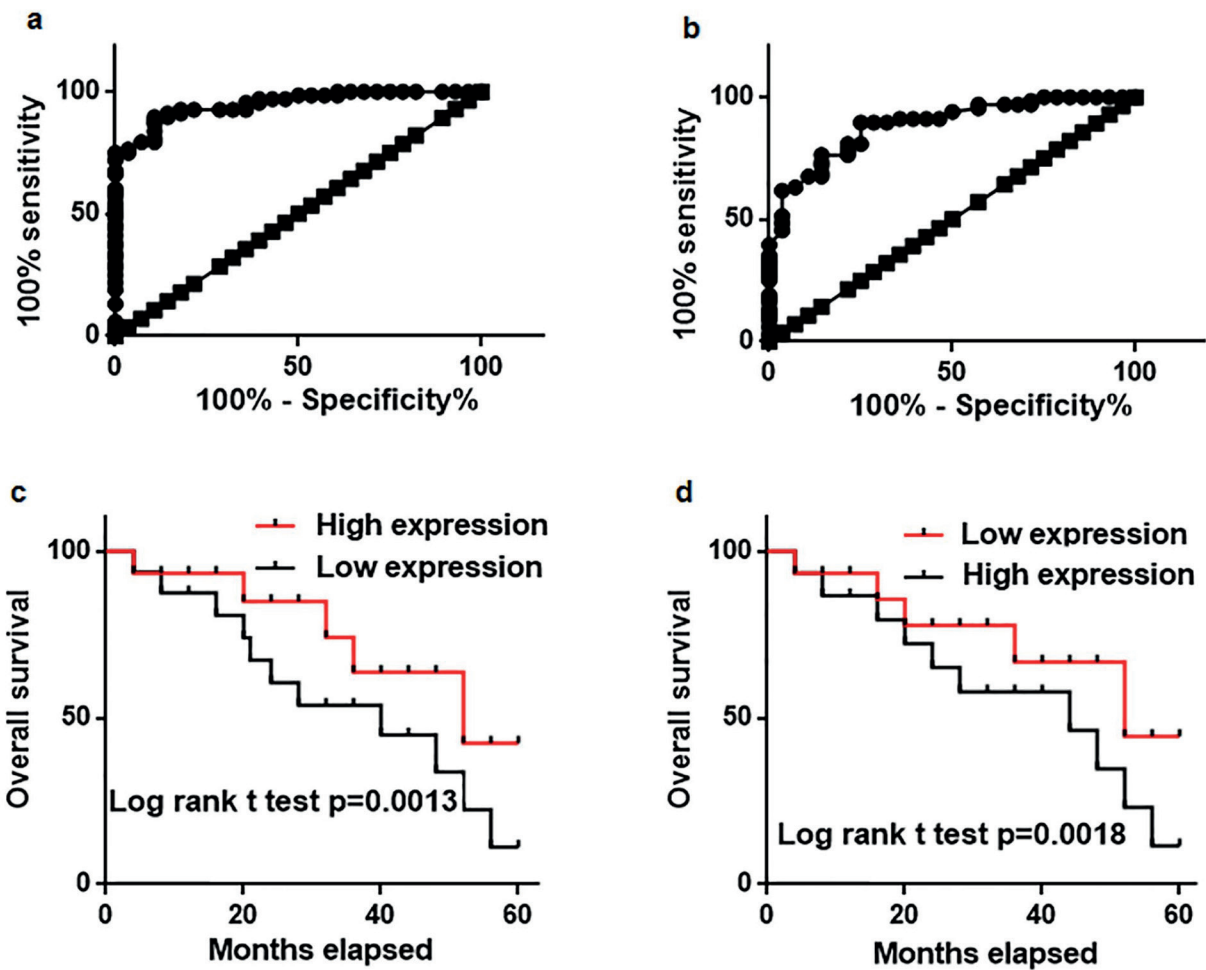 a
100% sensitivity
100
50
0
0 50 100
100% - Specificity%
b
100% sensitivity
100
50
0
0 50 100
100% - Specificity%
c
High expression
Low expression
Overall survival
100
50
0
Log rank t test p=0.0013
0 20 40 60
Months elapsed
d
Low expression
High expression
Overall survival
100
50
0
Log rank t test p=0.0018
0 20 40 60
Months elapsed